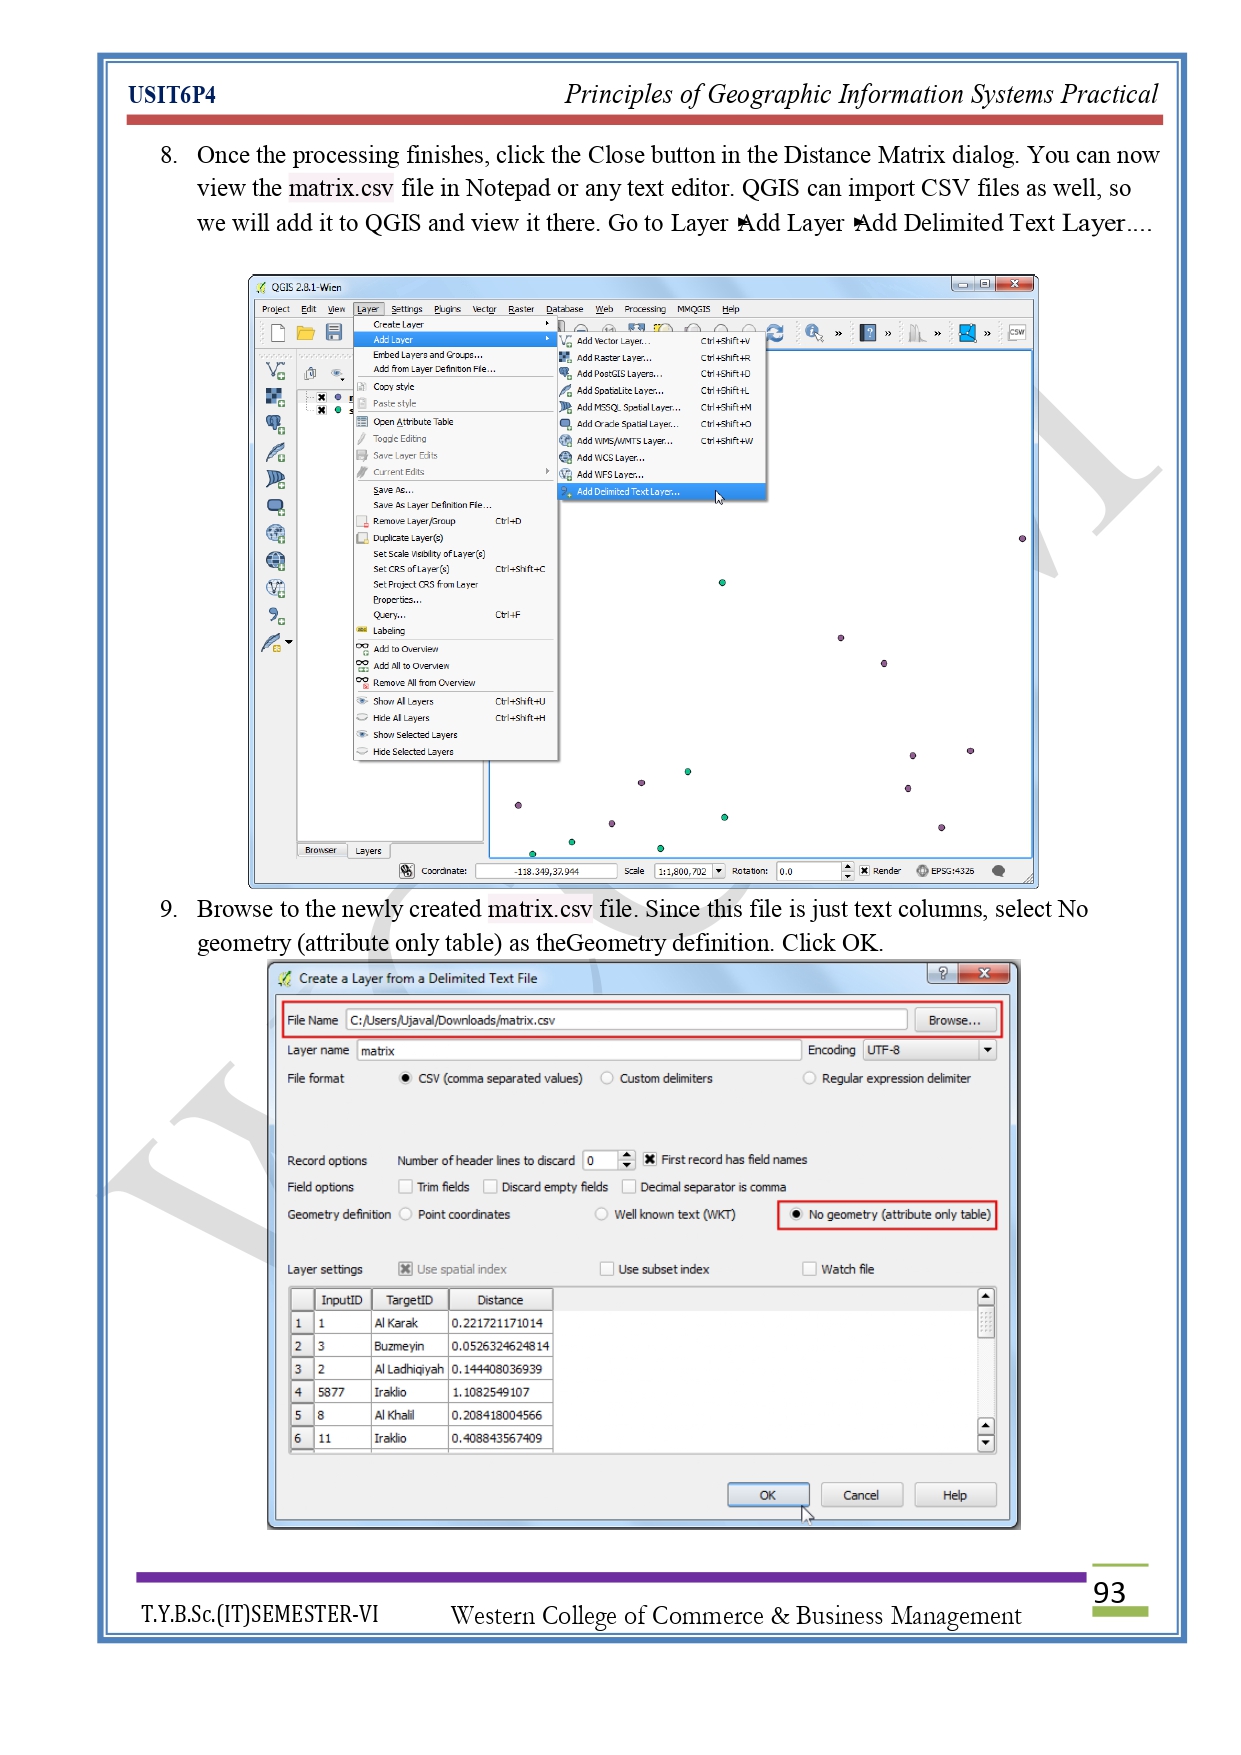 USIT6P4 Principles of Geographic Information Systems Practical
8. Once the processing finishes, click the Close button in the Distance Matrix dialog. You can now
view the matrix.csv file in Notepad or any text editor. QGIS can import CSV files as well, so
we will add it to QGIS and view it there. Go to Layer ▸Add Layer ▸Add Delimited Text Layer....
QGIS 2.8.1-Wien
Project Edit View Layer Settings Plugins Vector Raster Database Web Processing MMQGIS Help
Create Layer
Add Layer
Embed Layers and Groups...
Add from Layer Definition File...
Copy style
Paste style
Open Attribute Table
Toggle Editing
Save Layer Edits
Current Edits
Save As...
Save As Layer Definition File...
Remove Layer/Group Ctrl+D
Duplicate Layer(s)
Set Scale Visibility of Layer(s)
Set CRS of Layer(s) Ctrl+Shift+C
Set Project CRS from Layer
Properties...
Query... Ctrl+F
Labeling
Add to Overview
Add All to Overview
Remove All from Overview
Show All Layers Ctrl+Shift+U
Hide All Layers Ctrl+Shift+H
Show Selected Layers
Hide Selected Layers
Add Vector Layer... Ctrl+Shift+V
Add Raster Layer... Ctrl+Shift+R
Add PostGIS Layers... Ctrl+Shift+D
Add SpatiaLite Layer... Ctrl+Shift+L
Add MSSQL Spatial Layer... Ctrl+Shift+M
Add Oracle Spatial Layer... Ctrl+Shift+O
Add WMS/WMTS Layer... Ctrl+Shift+W
Add WCS Layer...
Add WFS Layer...
Add Delimited Text Layer...
CSW
Browser Layers
Coordinate: -118.349,37.944 Scale 1:1,800,702 Rotation: 0.0 Render EPSG:4326
9. Browse to the newly created matrix.csv file. Since this file is just text columns, select No
geometry (attribute only table) as theGeometry definition. Click OK.
Create a Layer from a Delimited Text File
File Name C:/Users/Ujaval/Downloads/matrix.csv Browse...
Layer name matrix Encoding UTF-8
File format CSV (comma separated values) Custom delimiters Regular expression delimiter
Record options Number of header lines to discard 0 First record has field names
Field options Trim fields Discard empty fields Decimal separator is comma
Geometry definition Point coordinates Well known text (WKT) No geometry (attribute only table)
Layer settings Use spatial index Use subset index Watch file
InputID TargetID Distance
1 1 Al Karak 0.221721171014
2 3 Buzmeyin 0.0526324624814
3 2 Al Ladhiqiyah 0.144408036939
4 5877 Iraklio 1.1082549107
5 8 Al Khalil 0.208418004566
6 11 Iraklio 0.408843567409
OK Cancel Help
T.Y.B.Sc.(IT)SEMESTER-VI Western College of Commerce & Business Management 93